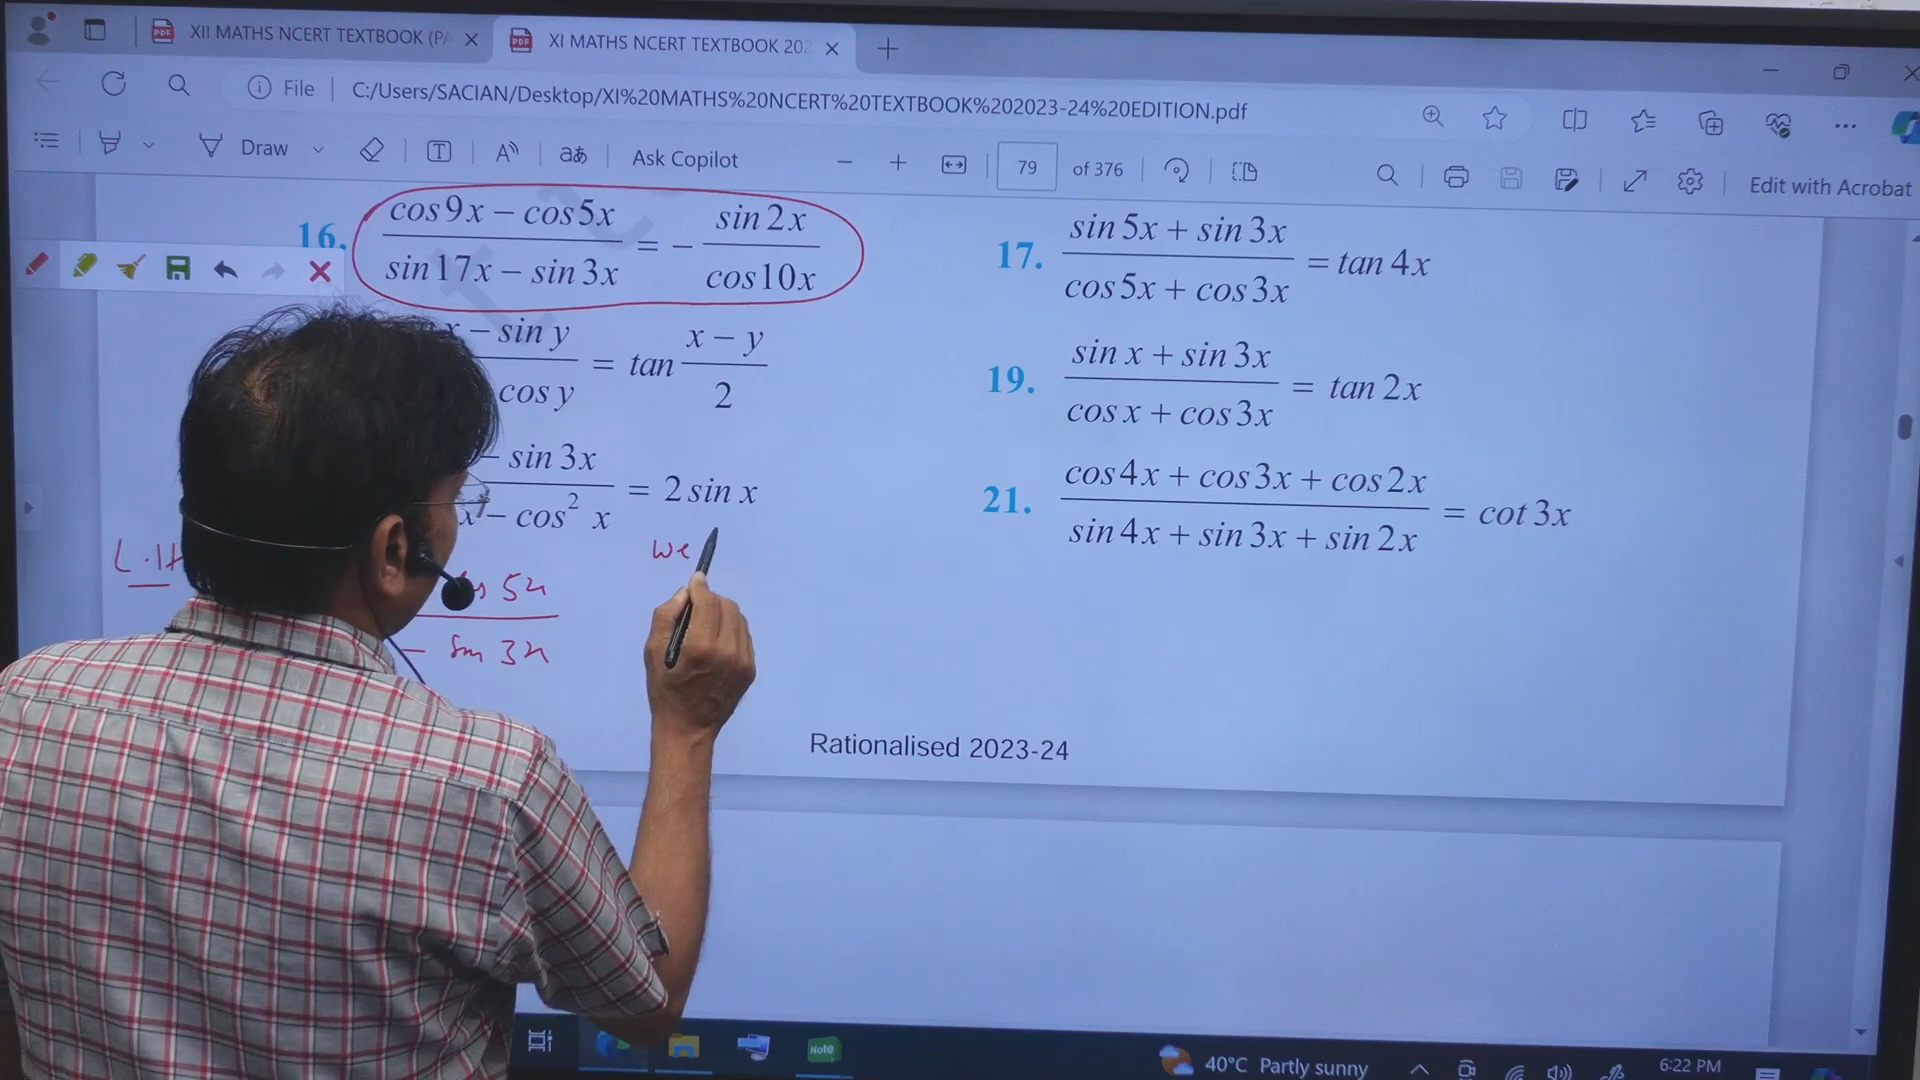 XII MATHS NCERT TEXTBOOK (PA
XI MATHS NCERT TEXTBOOK 202
File
C:/Users/SACIAN/Desktop/XI%20MATHS%20NCERT%20TEXTBOOK%202023-24%20EDITION.pdf
Draw
Ask Copilot
79 of 376
Edit with Acrobat
16. (cos 9x − cos 5x)/(sin 17x − sin 3x) = − sin 2x/cos 10x
17. (sin 5x + sin 3x)/(cos 5x + cos 3x) = tan 4x
x − sin y
cos y
= tan (x − y)/2
19. (sin x + sin 3x)/(cos x + cos 3x) = tan 2x
− sin 3x
x − cos² x
= 2 sin x
21. (cos 4x + cos 3x + cos 2x)/(sin 4x + sin 3x + sin 2x) = cot 3x
We
L.H
5x
− sin 3x
Rationalised 2023-24
Note
40°C Partly sunny
6:22 PM